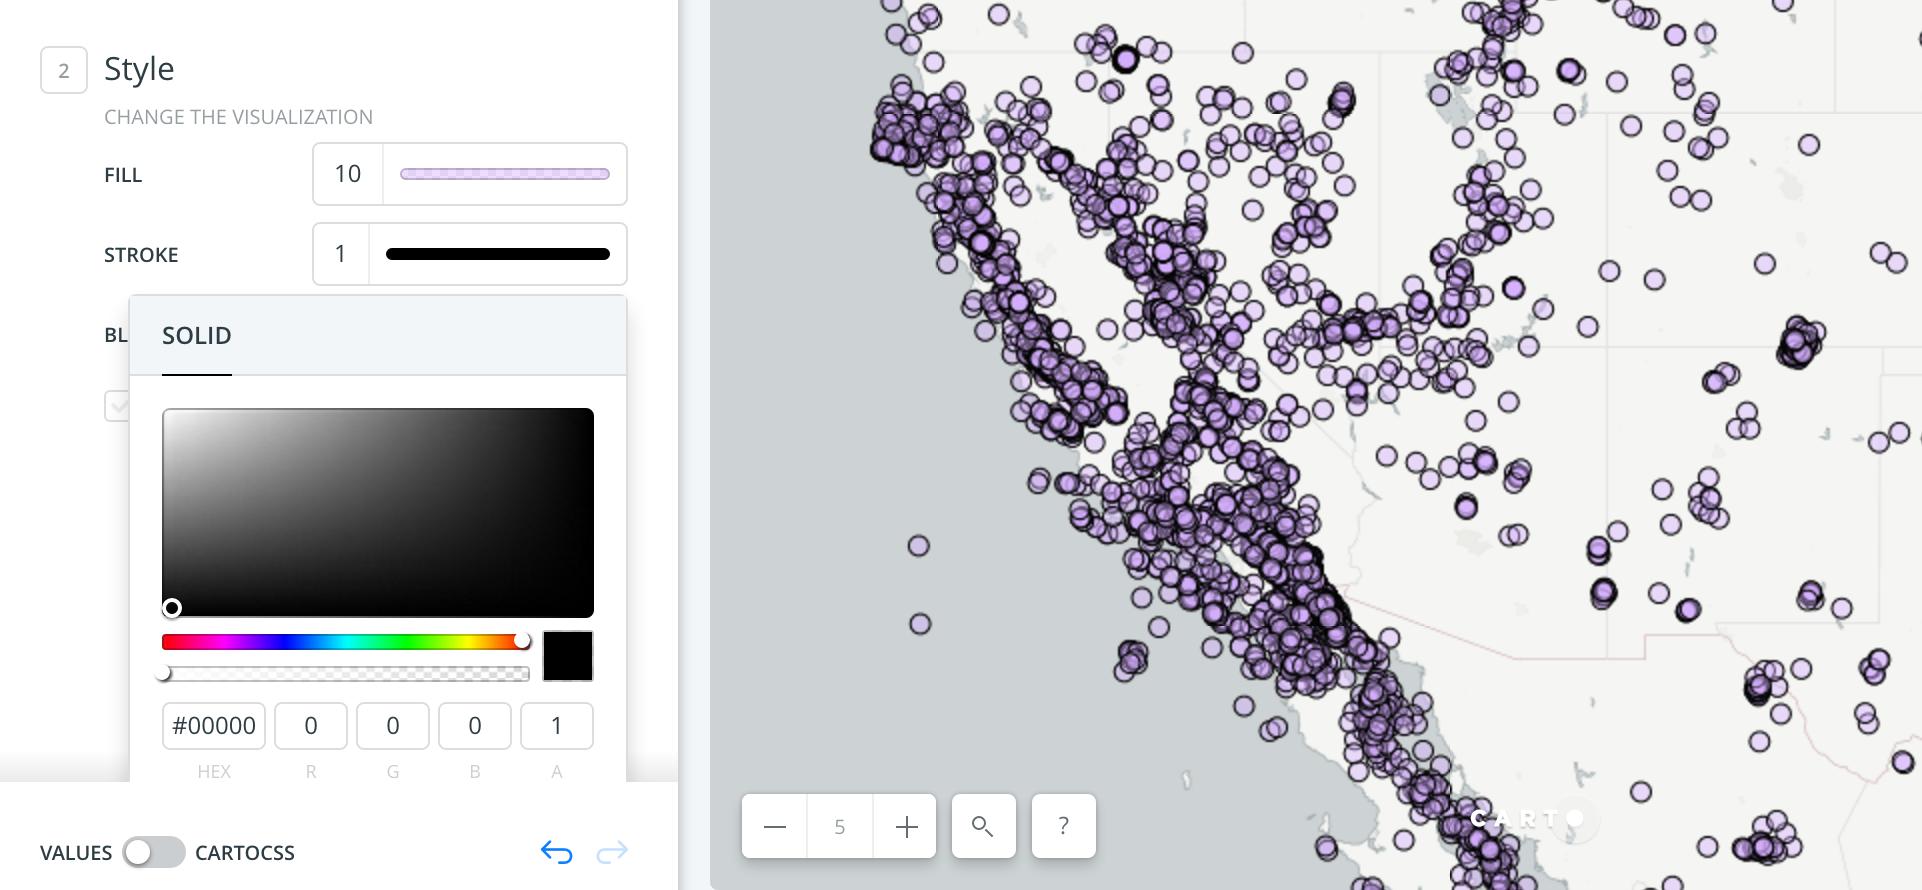 2
Style
CHANGE THE VISUALIZATION
FILL
10
STROKE
1
BL
SOLID
#00000
0
0
0
1
HEX
R
G
B
A
VALUES
CARTOCSS
5
?
CARTO